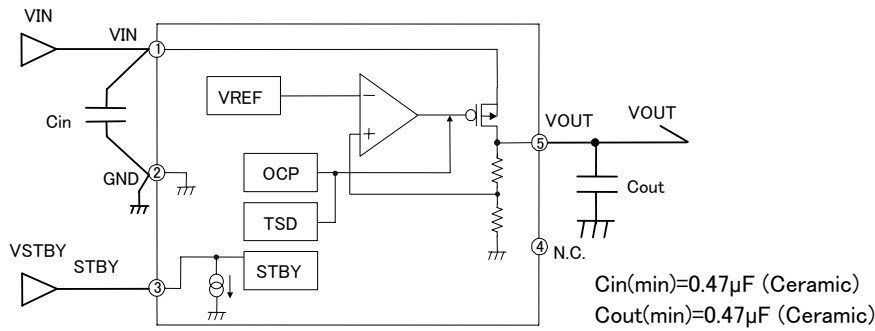 VIN
VIN
1
VREF
−
+
Cin
VOUT
VOUT
5
2
GND
OCP
Cout
TSD
VSTBY
STBY
3
STBY
4
N.C.
Cin(min)=0.47µF (Ceramic)
Cout(min)=0.47µF (Ceramic)